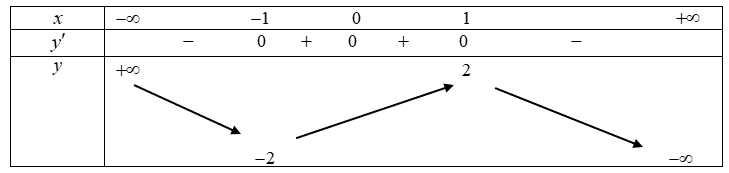 x −∞ −1 0 1 +∞
y′ − 0 + 0 + 0 −
y +∞ 2
−2 −∞